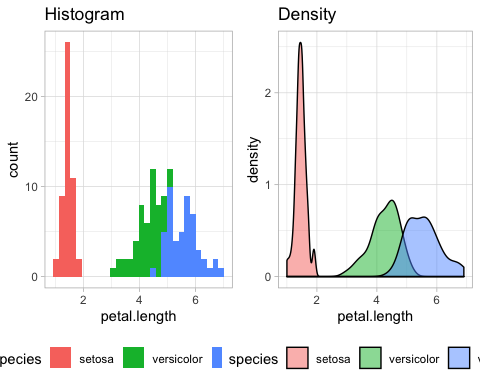 Histogram
Density
20
10
0
count
2 4 6
petal.length
2
1
0
density
2 4 6
petal.length
pecies setosa versicolor species setosa versicolor